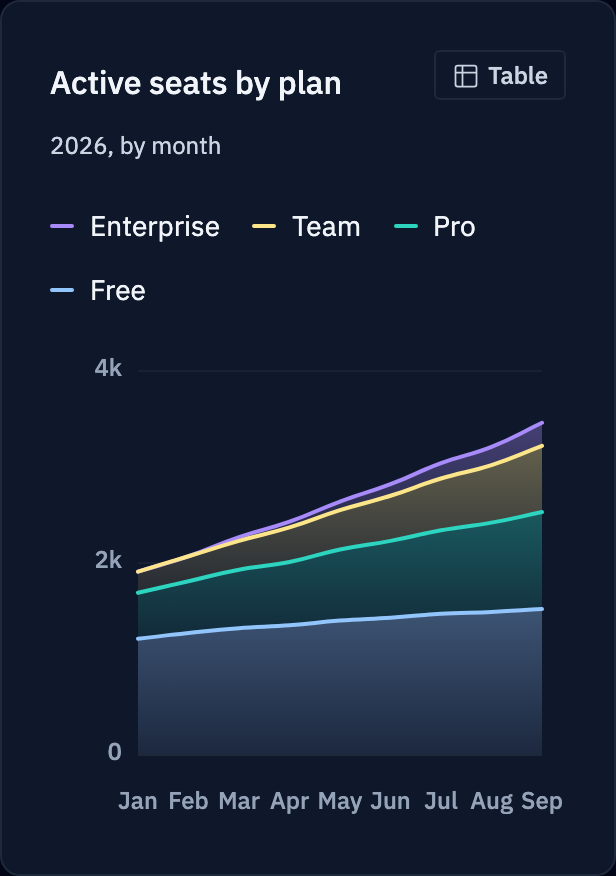 Active seats by plan
Table
2026, by month
Enterprise Team Pro
Free
4k
2k
0
Jan Feb Mar Apr May Jun Jul Aug Sep